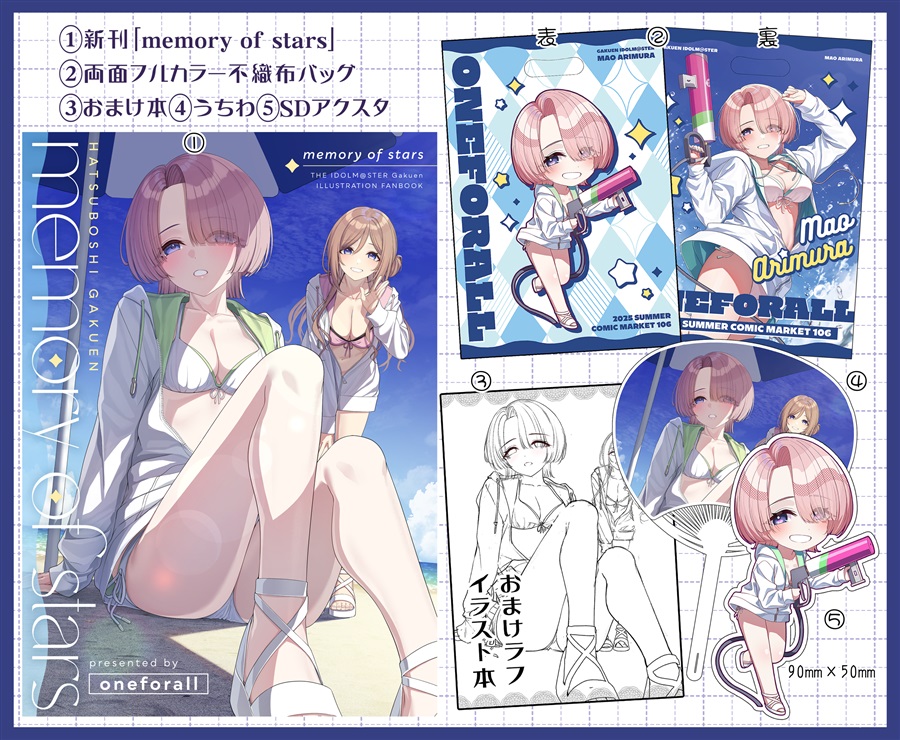 ①新刊「memory of stars」
②両面フルカラー不織布バッグ
③おまけ本④うちわ⑤SDアクスタ
①
memory of stars
HATSUBOSHI GAKUEN
memory of stars
THE IDOLM@STER Gakuen
ILLUSTRATION FANBOOK
presented by
oneforall
表
②
裏
ONEFORALL
GAKUEN IDOLM@STER
MAO ARIMURA
2025 SUMMER
COMIC MARKET 106
GAKUEN IDOLM@STER
MAO ARIMURA
Mao
Arimura
NEFORALL
SUMMER COMIC MARKET 106
③
おまけラフ
イラスト本
④
⑤
90mm×50mm